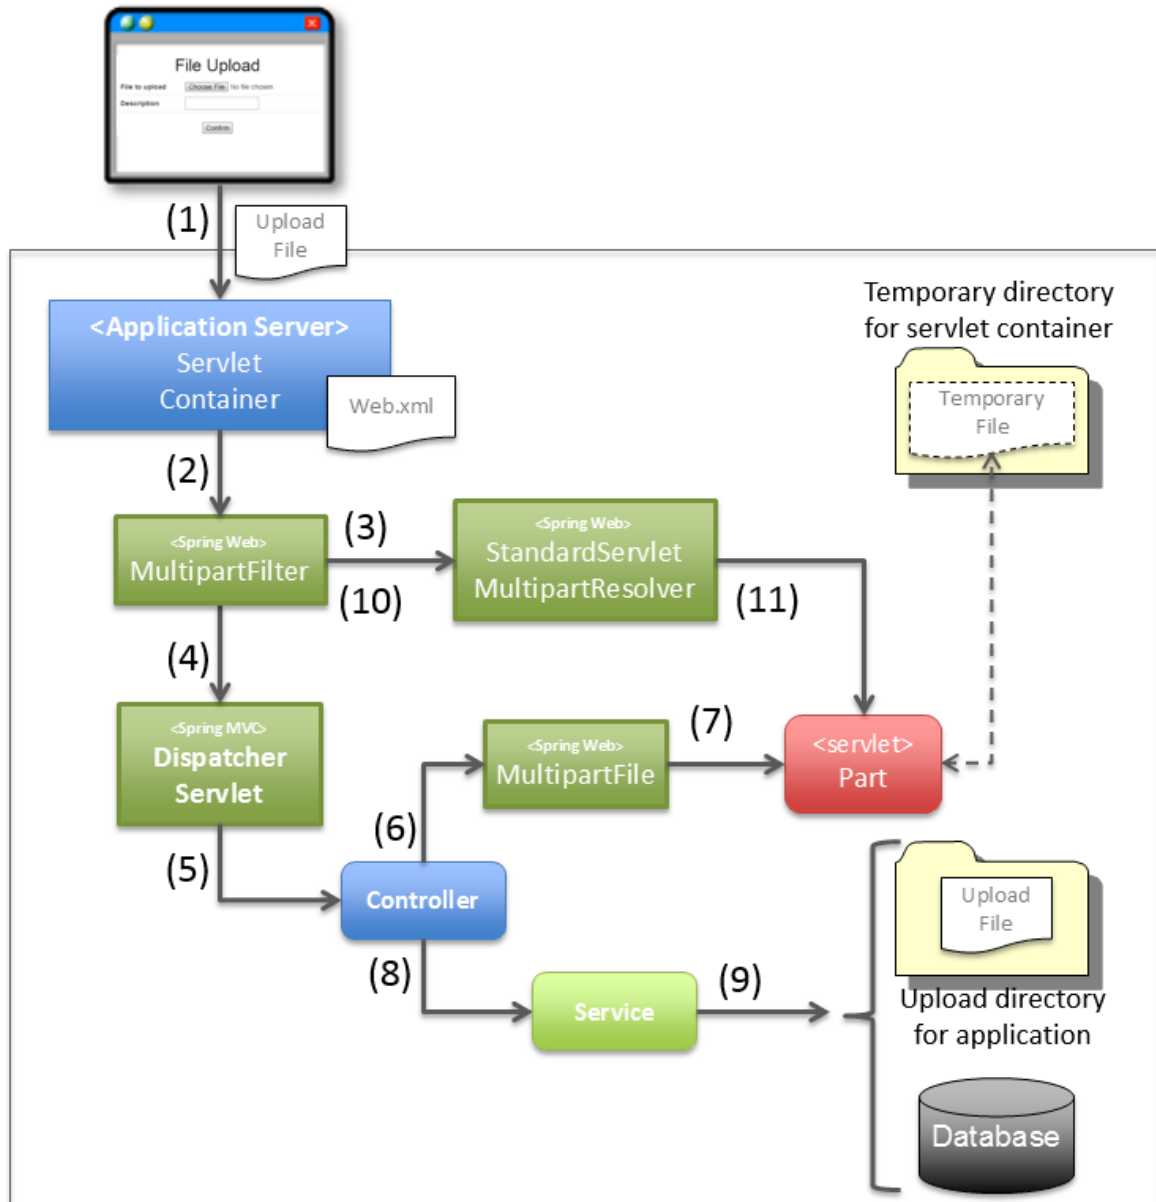 File Upload
File to upload
Choose File
No file chosen
Description
Confirm
(1)
Upload
File
<Application Server>
Servlet
Container
Web.xml
Temporary directory
for servlet container
Temporary
File
(2)
<Spring Web>
MultipartFilter
(3)
(10)
<Spring Web>
StandardServlet
MultipartResolver
(11)
(4)
<Spring MVC>
Dispatcher
Servlet
<Spring Web>
MultipartFile
(7)
<servlet>
Part
(5)
(6)
Controller
(8)
Service
(9)
Upload
File
Upload directory
for application
Database